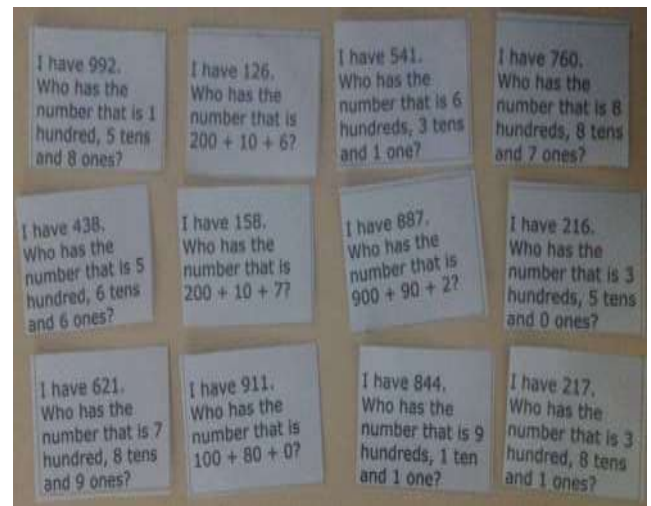 I have 992.
Who has the
number that is 1
hundred, 5 tens
and 8 ones?
I have 126.
Who has the
number that is
200 + 10 + 6?
I have 541.
Who has the
number that is 6
hundreds, 3 tens
and 1 one?
I have 760.
Who has the
number that is 8
hundreds, 8 tens
and 7 ones?
I have 438.
Who has the
number that is 5
hundred, 6 tens
and 6 ones?
I have 158.
Who has the
number that is
200 + 10 + 7?
I have 887.
Who has the
number that is
900 + 90 + 2?
I have 216.
Who has the
number that is 3
hundreds, 5 tens
and 0 ones?
I have 621.
Who has the
number that is 7
hundred, 8 tens
and 9 ones?
I have 911.
Who has the
number that is
100 + 80 + 0?
I have 844.
Who has the
number that is 9
hundreds, 1 ten
and 1 one?
I have 217.
Who has the
number that is 3
hundred, 8 tens
and 1 ones?